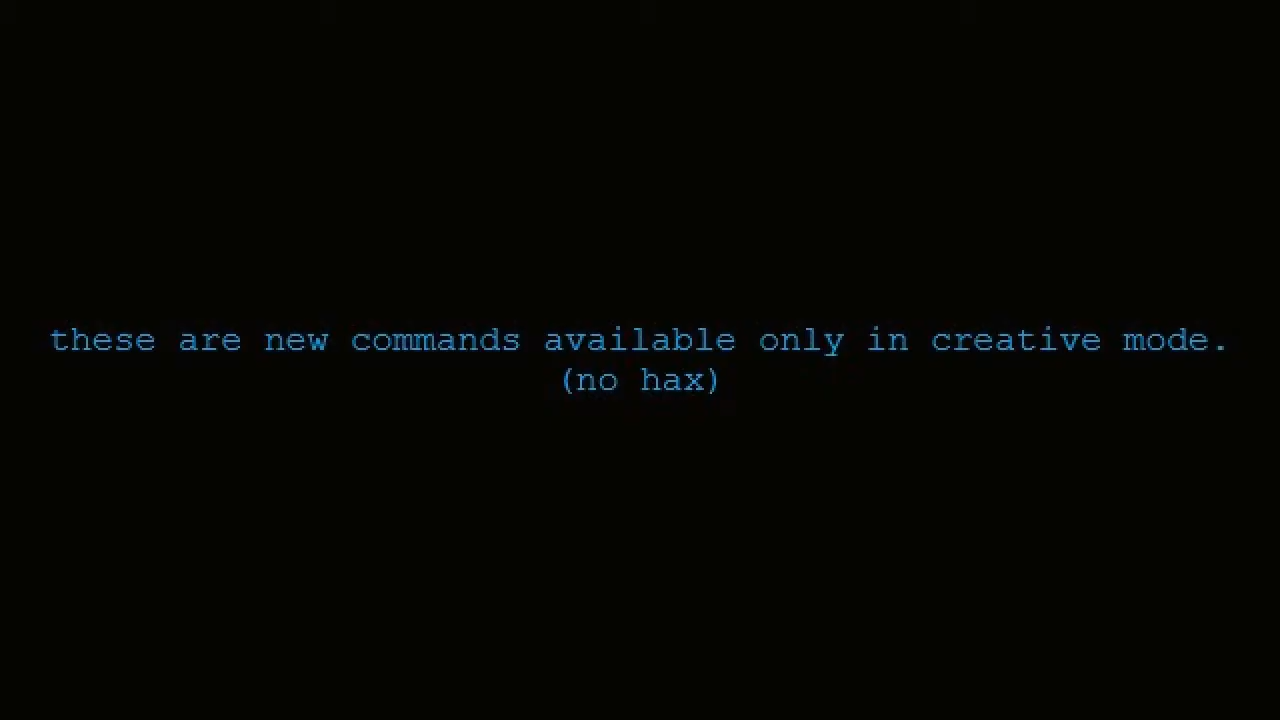 these are new commands available only in creative mode.
(no hax)